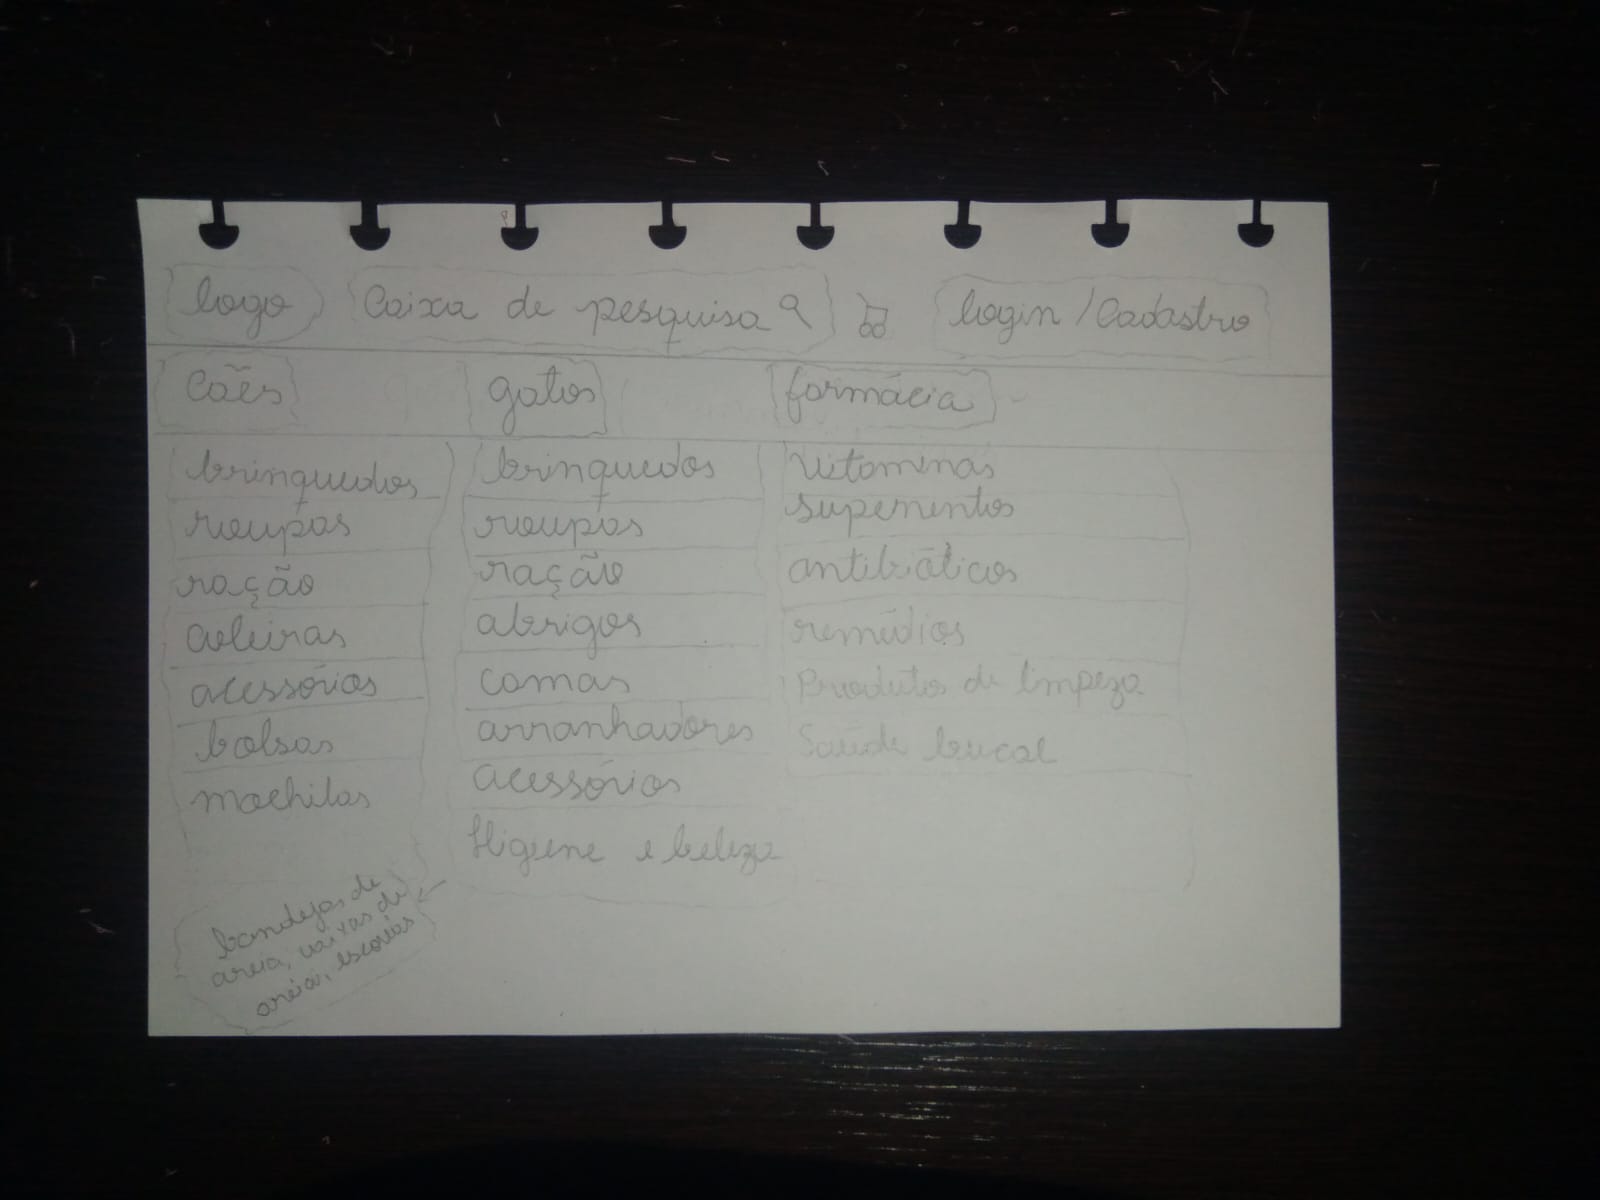 logo Caixa de pesquisa login / Cadastro
Cães gatos farmácia
brinquedos brinquedos vitaminas
roupas roupas supementos
ração ração antibióticos
coleiras abrigos remédios
acessórios camas Produtos de limpeza
bolsas arranhadores Saúde bucal
mochilas acessórios
Higiene e beleza
bandejas de
areia, caixas de
areia, escovas